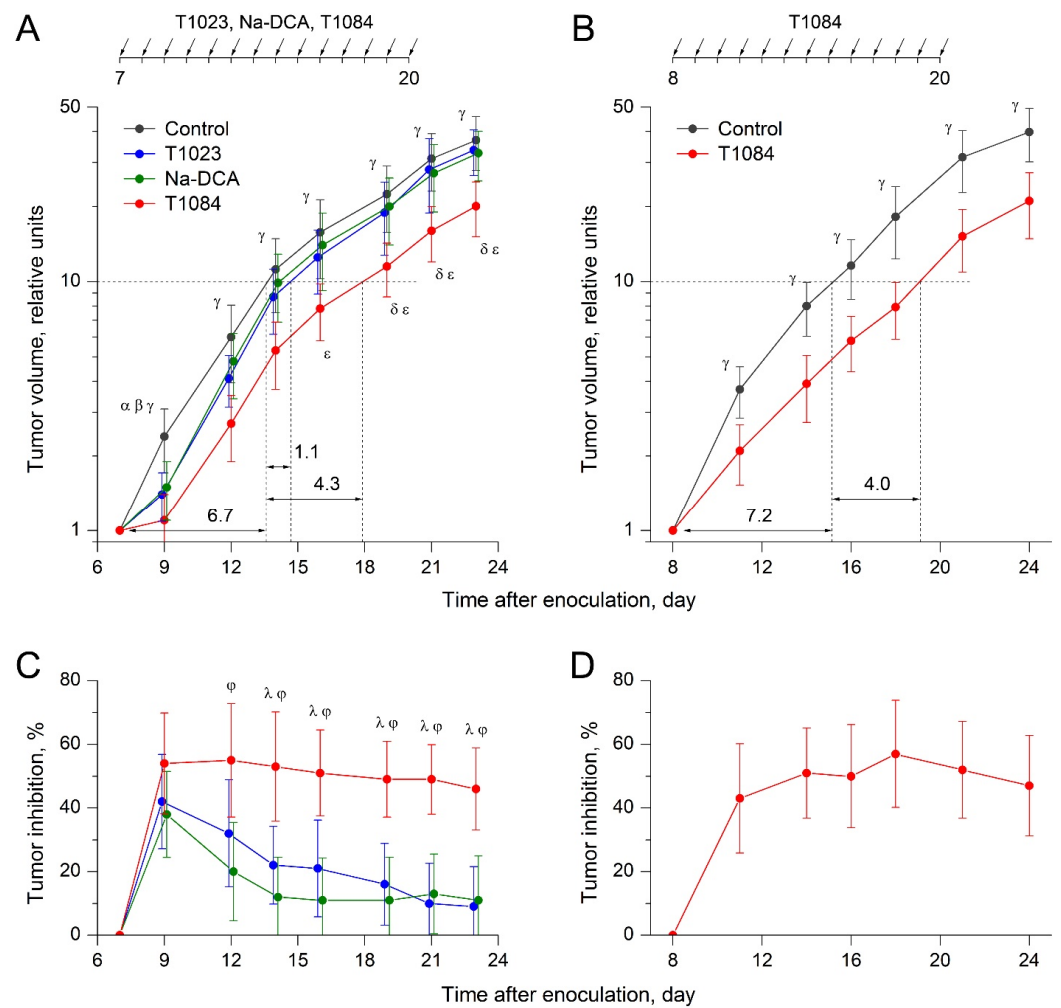 A
T1023, Na-DCA, T1084
7 20
50
10
1
Tumor volume, relative units
Control
T1023
Na-DCA
T1084
α β γ
γ
γ
γ
γ
γ
γ
ε
δ ε
δ ε
δ ε
1.1
4.3
6.7
6 9 12 15 18 21 24
B
T1084
8 20
50
10
1
Tumor volume, relative units
Control
T1084
γ
γ
γ
γ
γ
γ
4.0
7.2
8 12 16 20 24
Time after enoculation, day
C
80
60
40
20
0
Tumor inhibition, %
φ
λ φ
λ φ
λ φ
λ φ
λ φ
6 9 12 15 18 21 24
D
80
60
40
20
0
Tumor inhibition, %
8 12 16 20 24
Time after enoculation, day